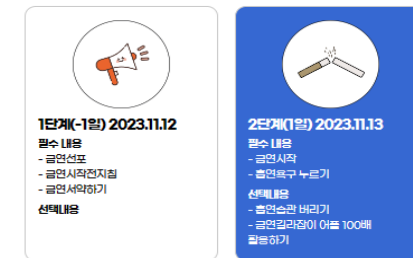 1단계(-1일) 2023.11.12
필수 내용
- 금연선포
- 금연시작전지침
- 금연서약하기
선택내용
2단계(1일) 2023.11.13
필수 내용
- 금연시작
- 흡연욕구 누르기
선택내용
- 흡연습관 버리기
- 금연길라잡이 어플 100배
활용하기